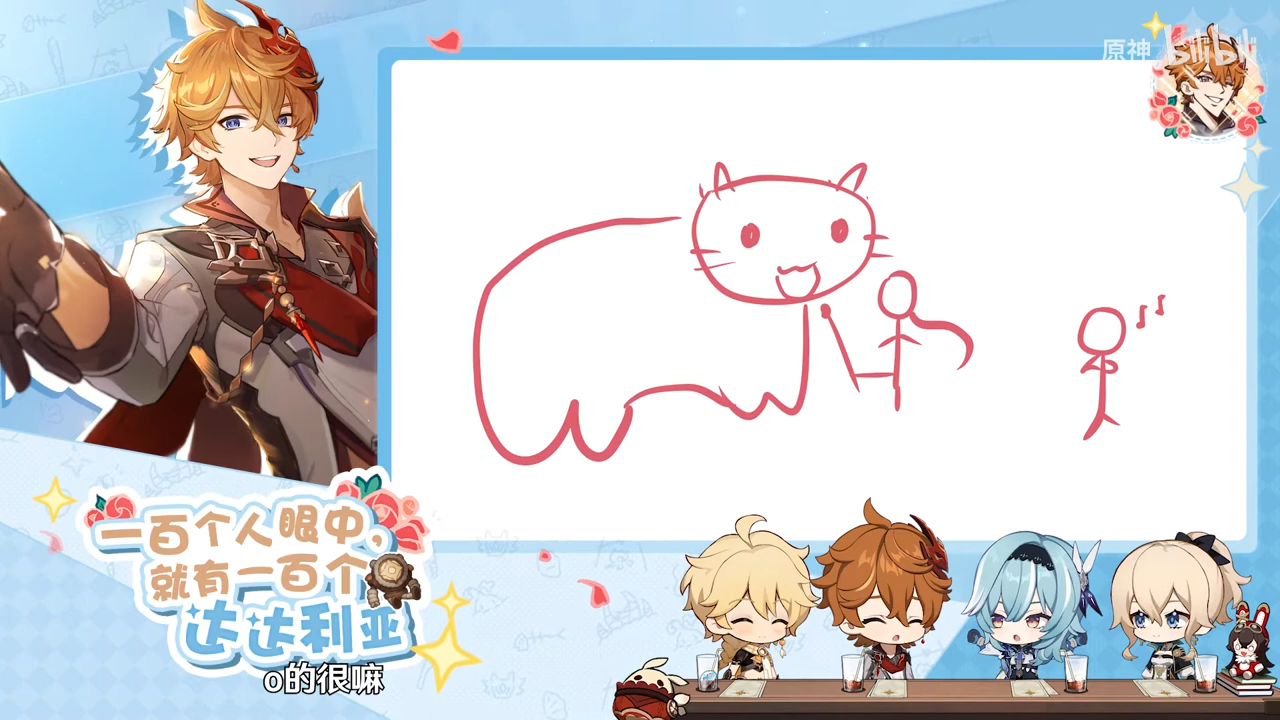 原神 bilibili
一百个人眼中，
就有一百个
达达利亚
o的很嘛